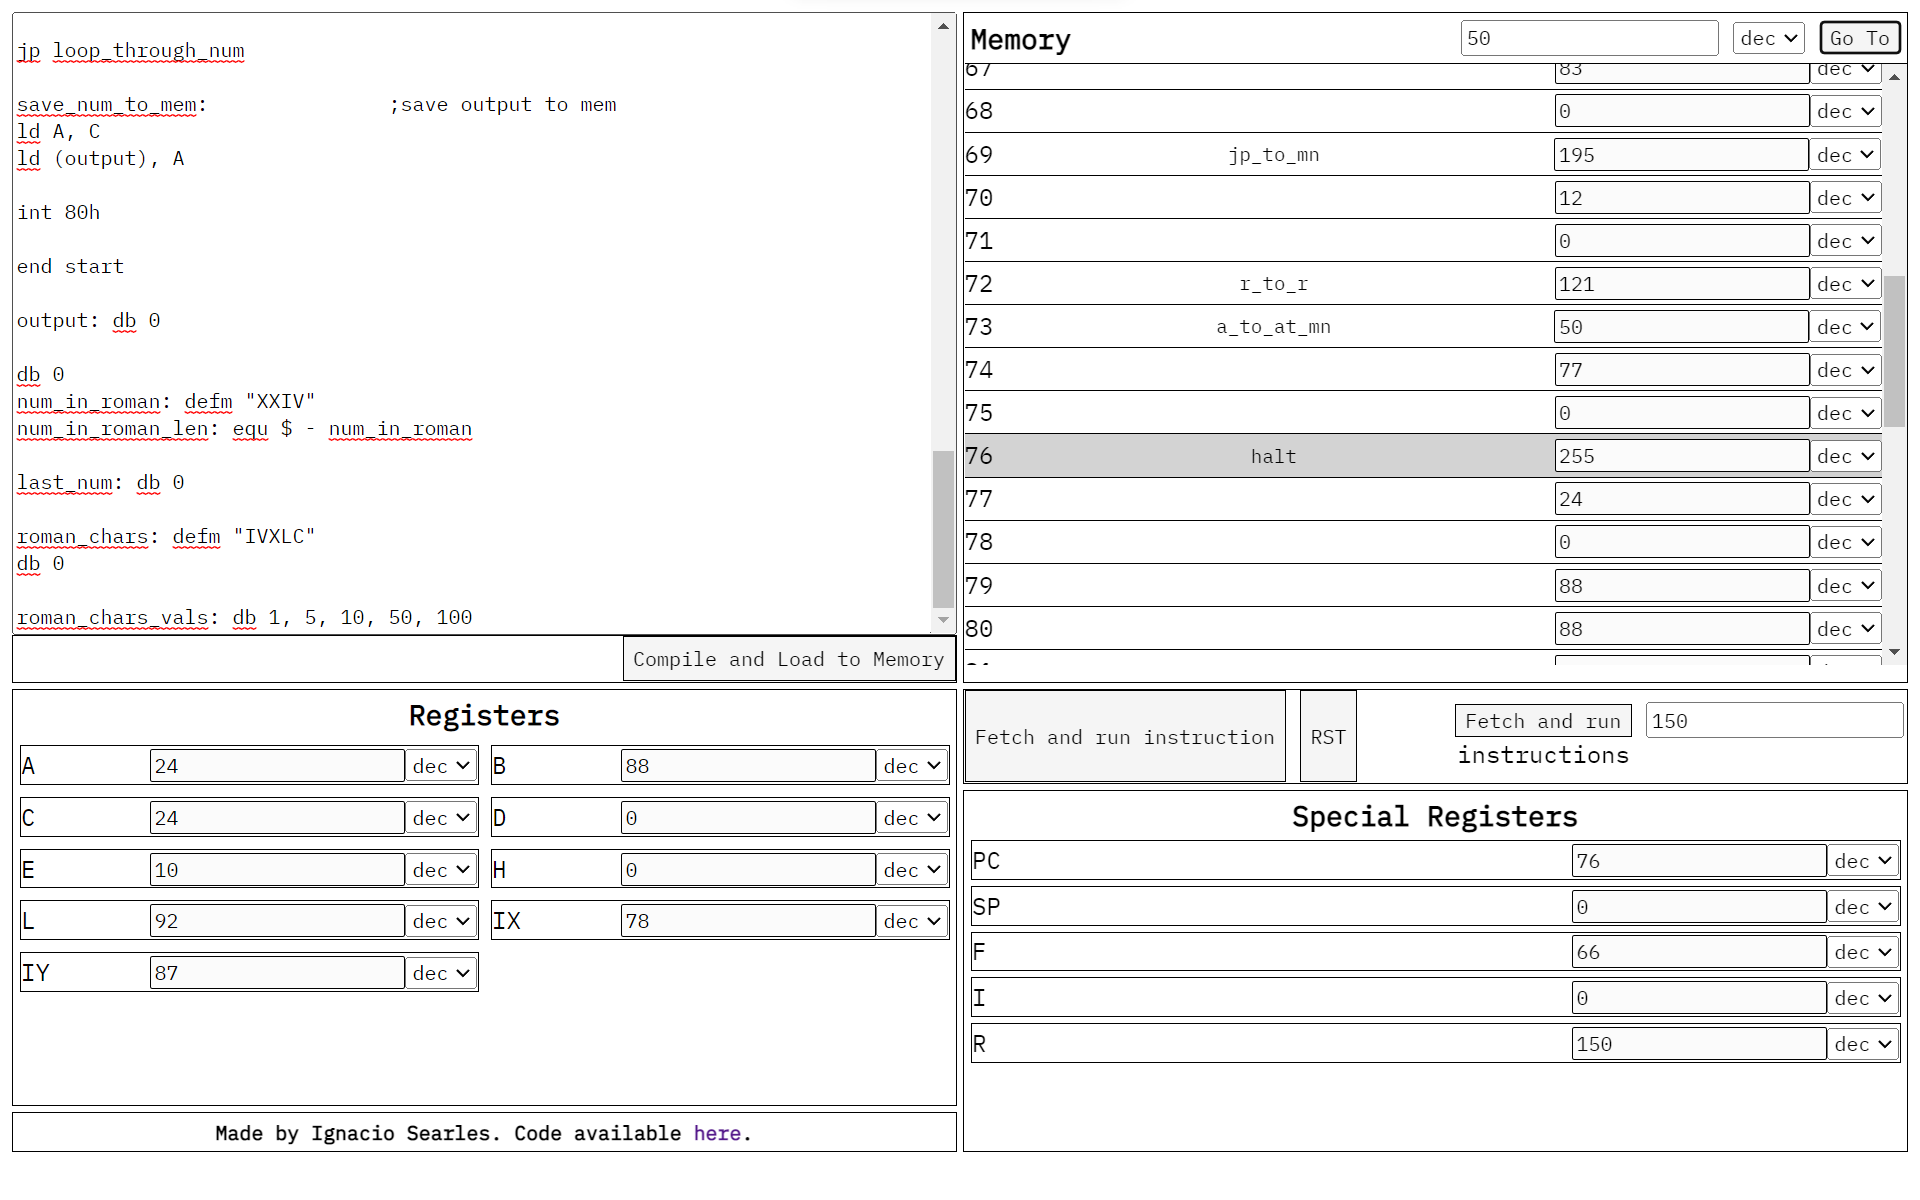 jp loop_through_num
save_num_to_mem: ;save output to mem
ld A, C
ld (output), A
int 80h
end start
output: db 0
db 0
num_in_roman: defm "XXIV"
num_in_roman_len: equ $ - num_in_roman
last_num: db 0
roman_chars: defm "IVXLC"
db 0
roman_chars_vals: db 1, 5, 10, 50, 100
Compile and Load to Memory
Memory 50 dec Go To
67 83 dec
68 0 dec
69 jp_to_mn 195 dec
70 12 dec
71 0 dec
72 r_to_r 121 dec
73 a_to_at_mn 50 dec
74 77 dec
75 0 dec
76 halt 255 dec
77 24 dec
78 0 dec
79 88 dec
80 88 dec
Registers
A 24 dec B 88 dec
C 24 dec D 0 dec
E 10 dec H 0 dec
L 92 dec IX 78 dec
IY 87 dec
Made by Ignacio Searles. Code available here.
Fetch and run instruction
RST
Fetch and run 150
instructions
Special Registers
PC 76 dec
SP 0 dec
F 66 dec
I 0 dec
R 150 dec